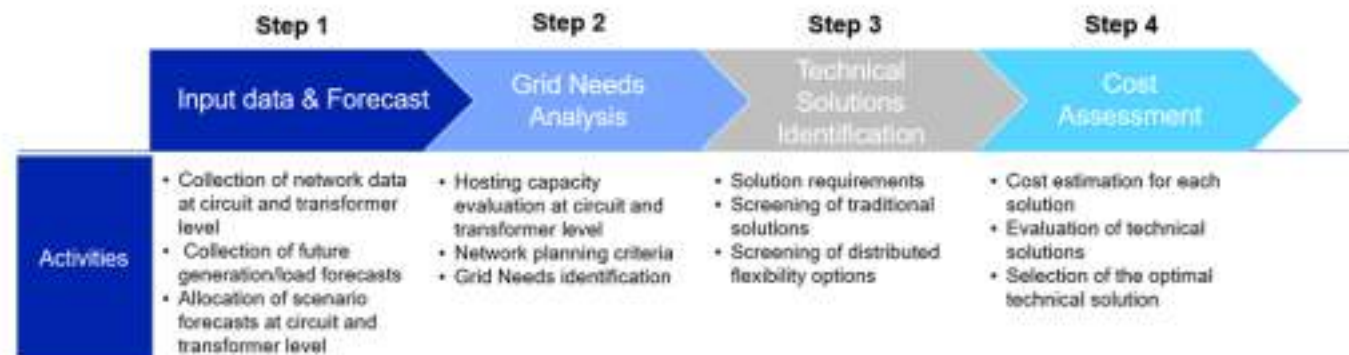 Step 1
Step 2
Step 3
Step 4
Input data & Forecast
Grid Needs
Analysis
Technical
Solutions
Identification
Cost
Assessment
Activities
• Collection of network data
at circuit and transformer
level
• Collection of future
generation/load forecasts
• Allocation of scenario
forecasts at circuit and
transformer level
• Hosting capacity
evaluation at circuit and
transformer level
• Network planning criteria
• Grid Needs identification
• Solution requirements
• Screening of traditional
solutions
• Screening of distributed
flexibility options
• Cost estimation for each
solution
• Evaluation of technical
solutions
• Selection of the optimal
technical solution